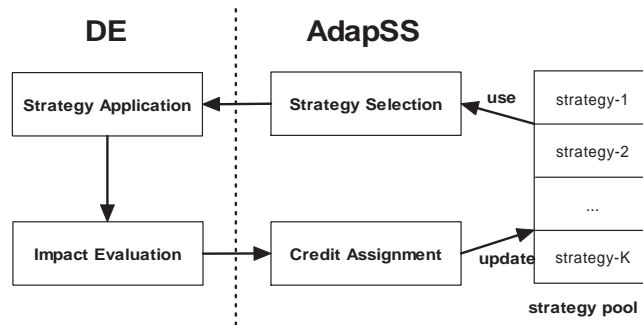 DE
AdapSS
Strategy Application
Strategy Selection
use
strategy-1
strategy-2
...
Impact Evaluation
Credit Assignment
update
strategy-K
strategy pool